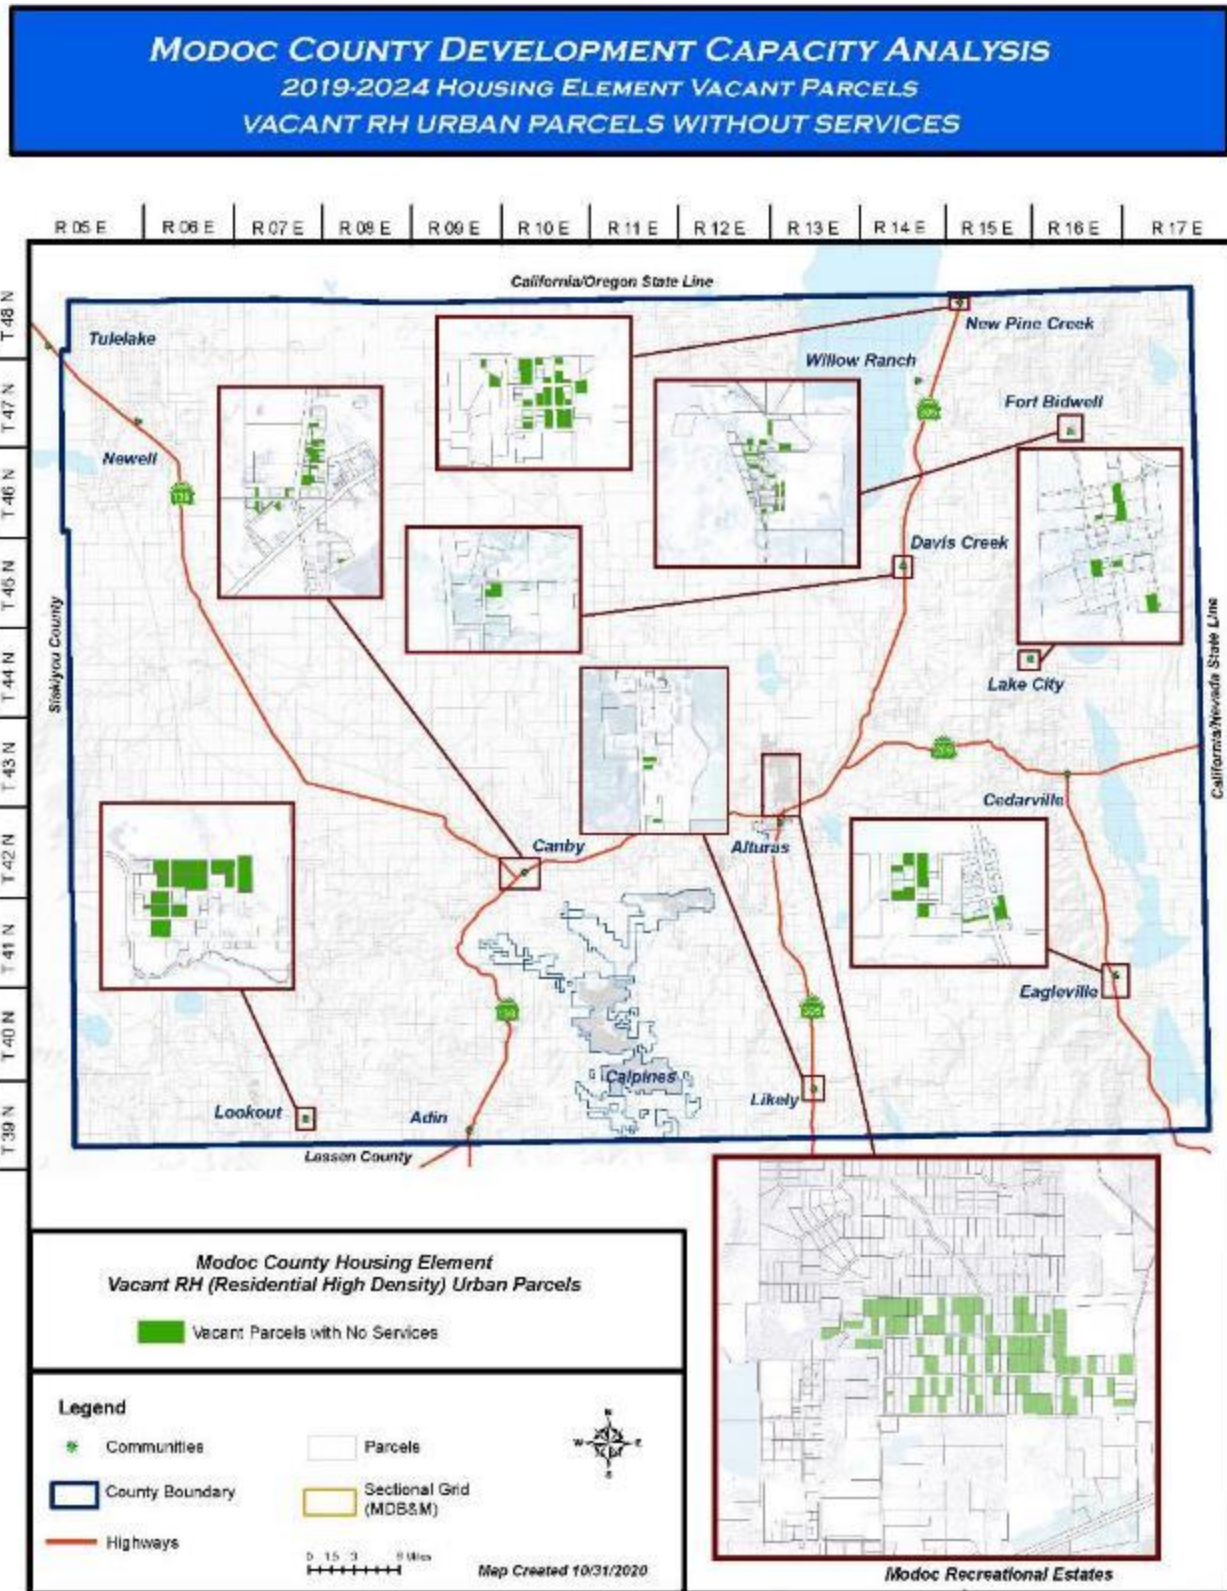 MODOC COUNTY DEVELOPMENT CAPACITY ANALYSIS
2019-2024 HOUSING ELEMENT VACANT PARCELS
VACANT RH URBAN PARCELS WITHOUT SERVICES
R 05 E R 06 E R 07 E R 08 E R 09 E R 10 E R 11 E R 12 E R 13 E R 14 E R 15 E R 16 E R 17 E
T 48 N
T 47 N
T 46 N
T 45 N
T 44 N
T 43 N
T 42 N
T 41 N
T 40 N
T 39 N
California/Oregon State Line
Tulelake
New Pine Creek
Willow Ranch
Fort Bidwell
Newell
Davis Creek
Siskiyou County
Lake City
California/Nevada State Line
Cedarville
Canby
Alturas
Eagleville
Calpines
Likely
Lookout
Adin
Lassen County
Modoc County Housing Element
Vacant RH (Residential High Density) Urban Parcels
Vacant Parcels with No Services
Legend
Communities
Parcels
County Boundary
Sectional Grid
(MDB&M)
Highways
N
W E
S
0 1.5 3 Miles
Map Created 10/31/2020
Modoc Recreational Estates